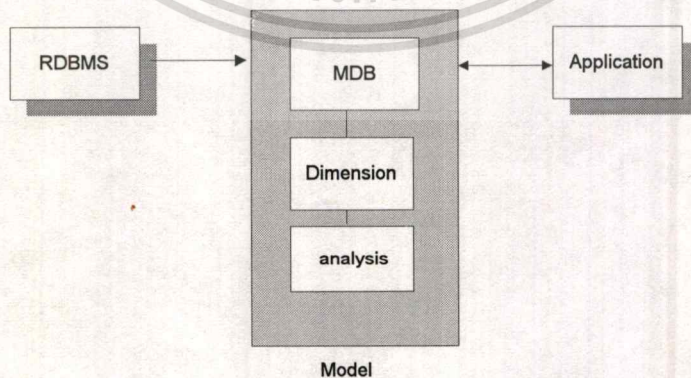 RDBMS
MDB
Application
Dimension
analysis
Model